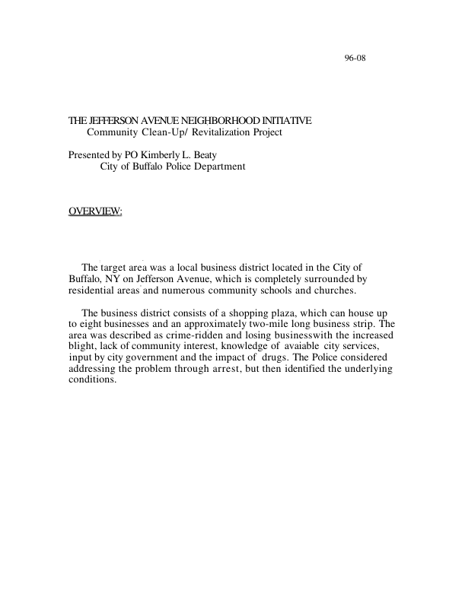 96-08
THE JEFFERSON AVENUE NEIGHBORHOOD INITIATIVE
Community Clean-Up/ Revitalization Project
Presented by PO Kimberly L. Beaty
City of Buffalo Police Department
OVERVIEW:
The target area was a local business district located in the City of
Buffalo, NY on Jefferson Avenue, which is completely surrounded by
residential areas and numerous community schools and churches.
The business district consists of a shopping plaza, which can house up
to eight businesses and an approximately two-mile long business strip. The
area was described as crime-ridden and losing businesswith the increased
blight, lack of community interest, knowledge of avaiable city services,
input by city government and the impact of drugs. The Police considered
addressing the problem through arrest, but then identified the underlying
conditions.